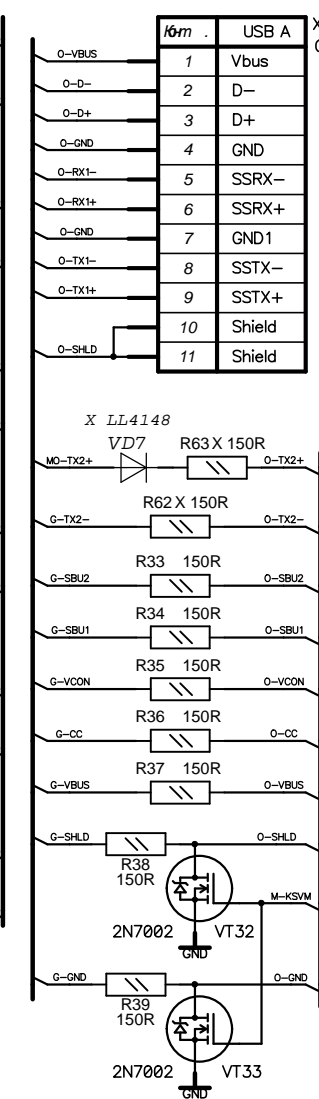 USB A
O-VBUS 1 Vbus
O-D- 2 D-
O-D+ 3 D+
O-GND 4 GND
O-RX1- 5 SSRX-
O-RX1+ 6 SSRX+
O-GND 7 GND1
O-TX1- 8 SSTX-
O-TX1+ 9 SSTX+
10 Shield
O-SHLD 11 Shield
X LL4148
VD7 R63 X 150R
MO-TX2+ O-TX2+
R62 X 150R
G-TX2- O-TX2-
R33 150R
G-SBU2 O-SBU2
R34 150R
G-SBU1 O-SBU1
R35 150R
G-VCON O-VCON
R36 150R
G-CC O-CC
R37 150R
G-VBUS O-VBUS
G-SHLD O-SHLD
R38
150R
M-KSVM
2N7002 VT32
GND
G-GND O-GND
R39
150R
2N7002 VT33
GND